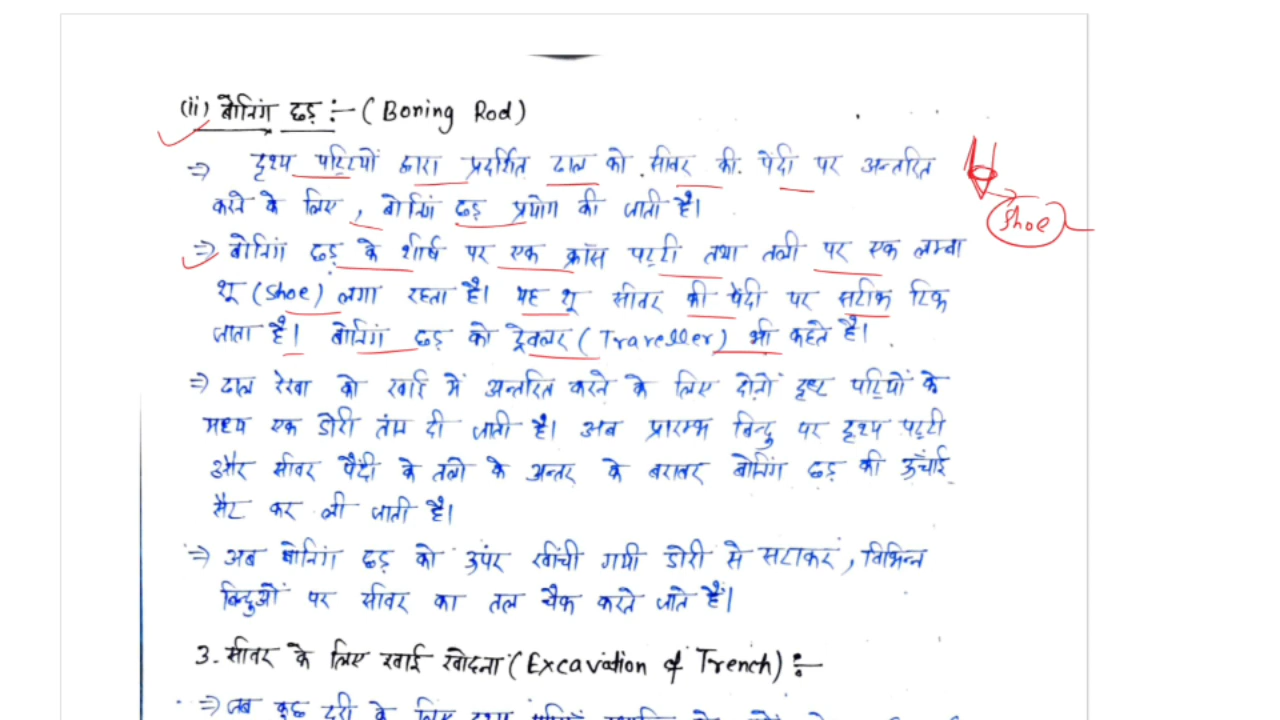 (ii) बोनिंग छड़ :- (Boning Rod)
⇒ दृश्य पट्टियों द्वारा प्रदर्शित ढाल को सीवर की पेंदी पर अन्तरित
करने के लिए, बोनिंग छड़ प्रयोग की जाती है।
Shoe
⇒ बोनिंग छड़ के शीर्ष पर एक क्रॉस पट्टी तथा तली पर एक लम्बा
शू (Shoe) लगा रहता है। यह शू सीवर की पेंदी पर सटीक टिक
जाता है। बोनिंग छड़ को ट्रेवलर (Traveller) भी कहते है।
⇒ ढाल रेखा को खाई में अन्तरित करने के लिए दोनों दृष्ट पट्टियों के
मध्य एक डोरी तान दी जाती है। अब प्रारम्भ बिन्दु पर दृश्य पट्टी
और सीवर पैंदी के तली के अन्तर के बराबर बोनिंग छड़ की ऊँचाई
सैट कर ली जाती है।
⇒ अब बोनिंग छड़ को ऊपर खींची गयी डोरी से सटाकर, विभिन्न
बिन्दुओं पर सीवर का तल चैक करते जाते हैं।
3. सीवर के लिए खाई खोदना (Excavation of Trench) :-
⇒ जब कुछ दूरी के लिए दृश्य